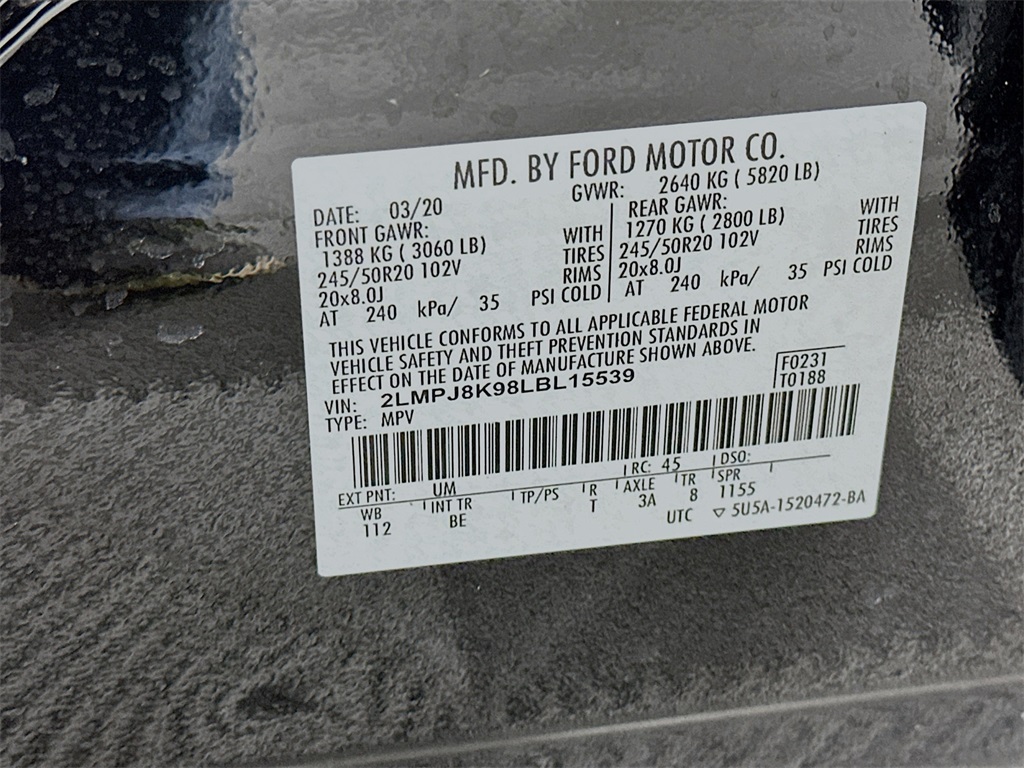 MFD. BY FORD MOTOR CO.
DATE: 03/20 GVWR: 2640 KG ( 5820 LB)
FRONT GAWR: REAR GAWR:
1388 KG ( 3060 LB) WITH 1270 KG ( 2800 LB) WITH
245/50R20 102V TIRES 245/50R20 102V TIRES
20x8.0J RIMS 20x8.0J RIMS
AT 240 kPa/ 35 PSI COLD AT 240 kPa/ 35 PSI COLD
THIS VEHICLE CONFORMS TO ALL APPLICABLE FEDERAL MOTOR
VEHICLE SAFETY AND THEFT PREVENTION STANDARDS IN
EFFECT ON THE DATE OF MANUFACTURE SHOWN ABOVE.
VIN: 2LMPJ8K98LBL15539 F0231
TYPE: MPV T0188
EXT PNT: UM RC: 45 DSO:
WB INT TR TP/PS R AXLE TR SPR
112 BE T 3A 8 1155
UTC ▽ 5U5A-1520472-BA